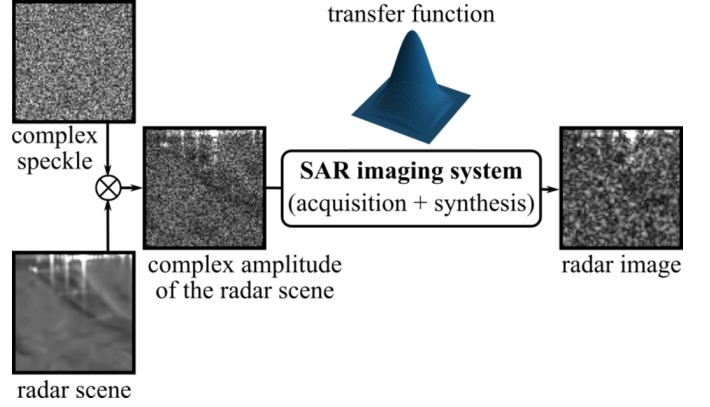 transfer function
complex
speckle
SAR imaging system
(acquisition + synthesis)
complex amplitude
of the radar scene
radar image
radar scene